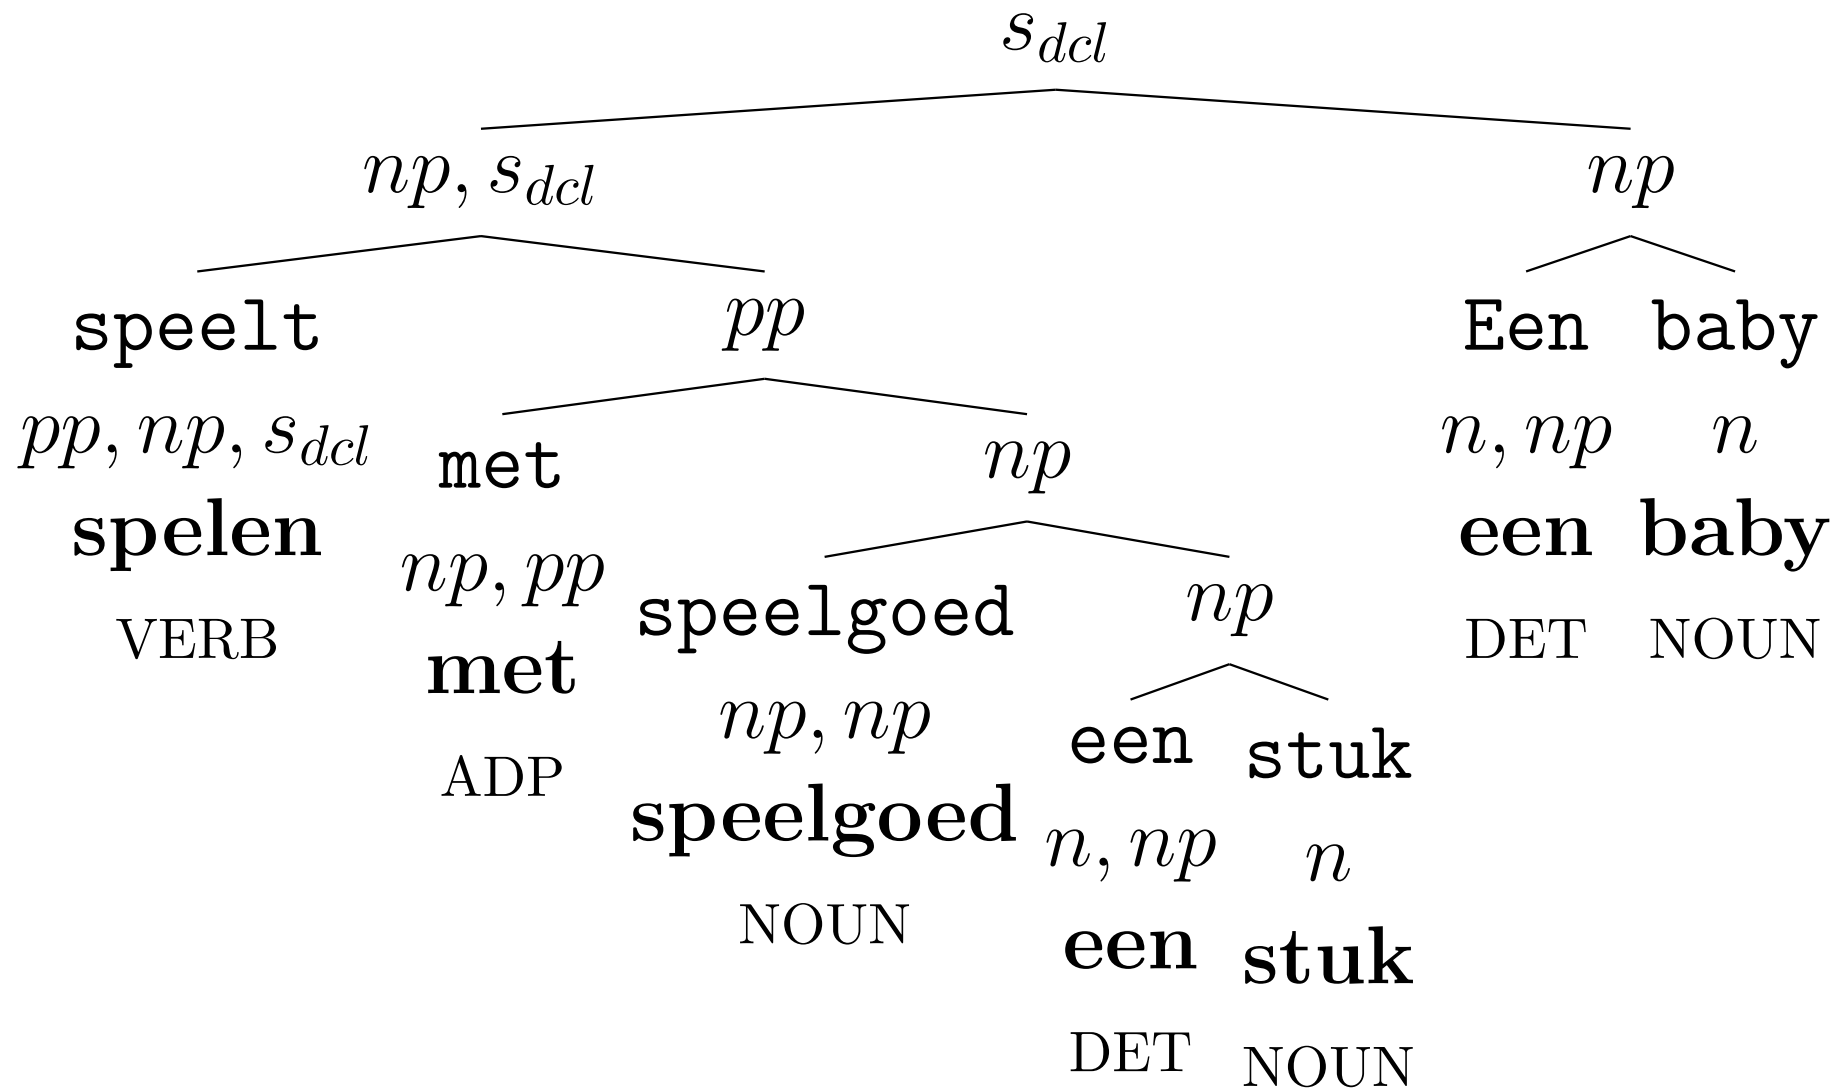 s_dcl
np, s_dcl np
speelt pp Een baby
pp, np, s_dcl met np n, np n
spelen np, pp speelgoed np een baby
VERB met np, np een stuk DET NOUN
ADP speelgoed n, np n
NOUN een stuk
DET NOUN